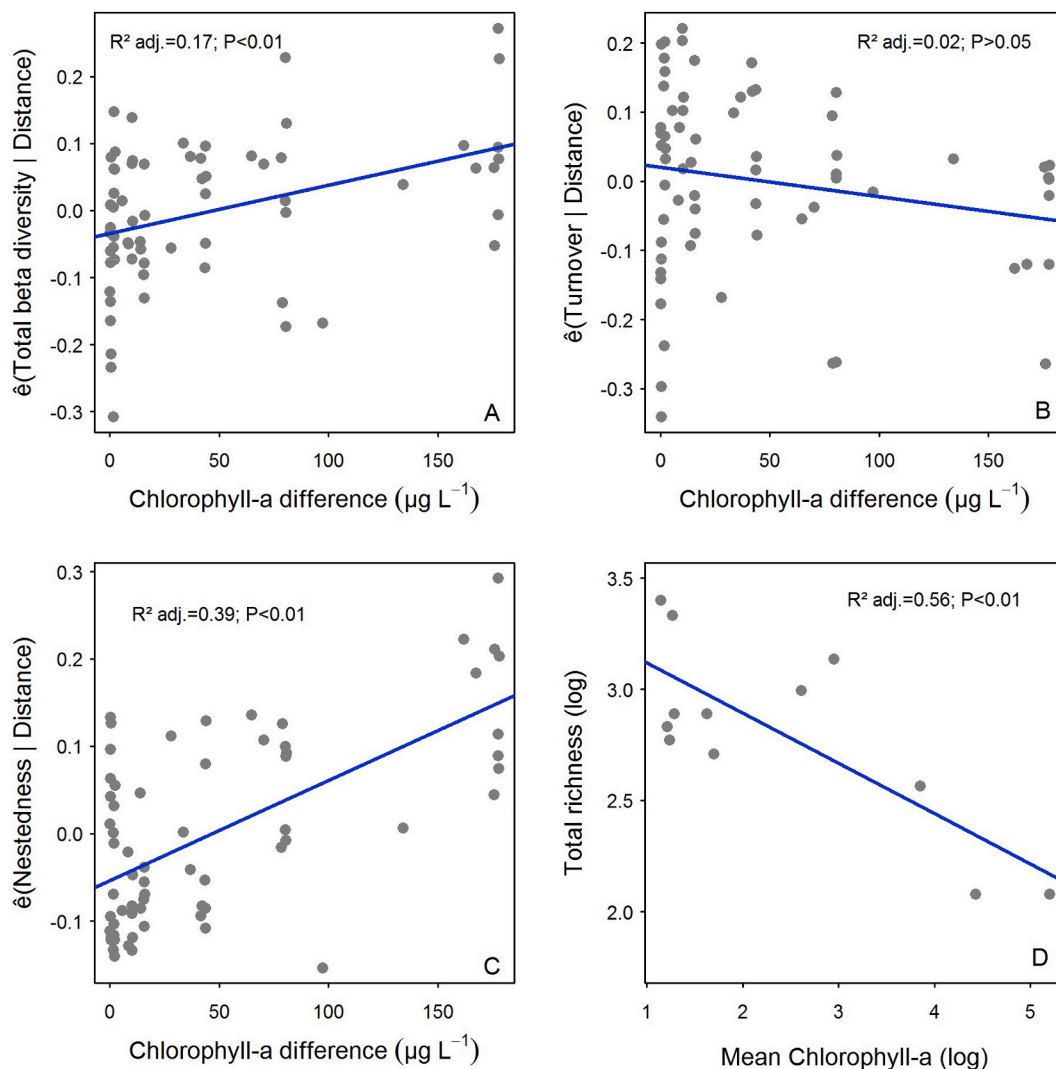 R² adj.=0.17; P<0.01
0.2
0.1
0.0
-0.1
-0.2
-0.3
ê(Total beta diversity | Distance)
A
0 50 100 150
Chlorophyll-a difference (µg L⁻¹)
R² adj.=0.02; P>0.05
0.2
0.1
0.0
-0.1
-0.2
-0.3
ê(Turnover | Distance)
B
0 50 100 150
Chlorophyll-a difference (µg L⁻¹)
R² adj.=0.39; P<0.01
0.3
0.2
0.1
0.0
-0.1
ê(Nestedness | Distance)
C
0 50 100 150
Chlorophyll-a difference (µg L⁻¹)
R² adj.=0.56; P<0.01
3.5
3.0
2.5
2.0
Total richness (log)
D
1 2 3 4 5
Mean Chlorophyll-a (log)